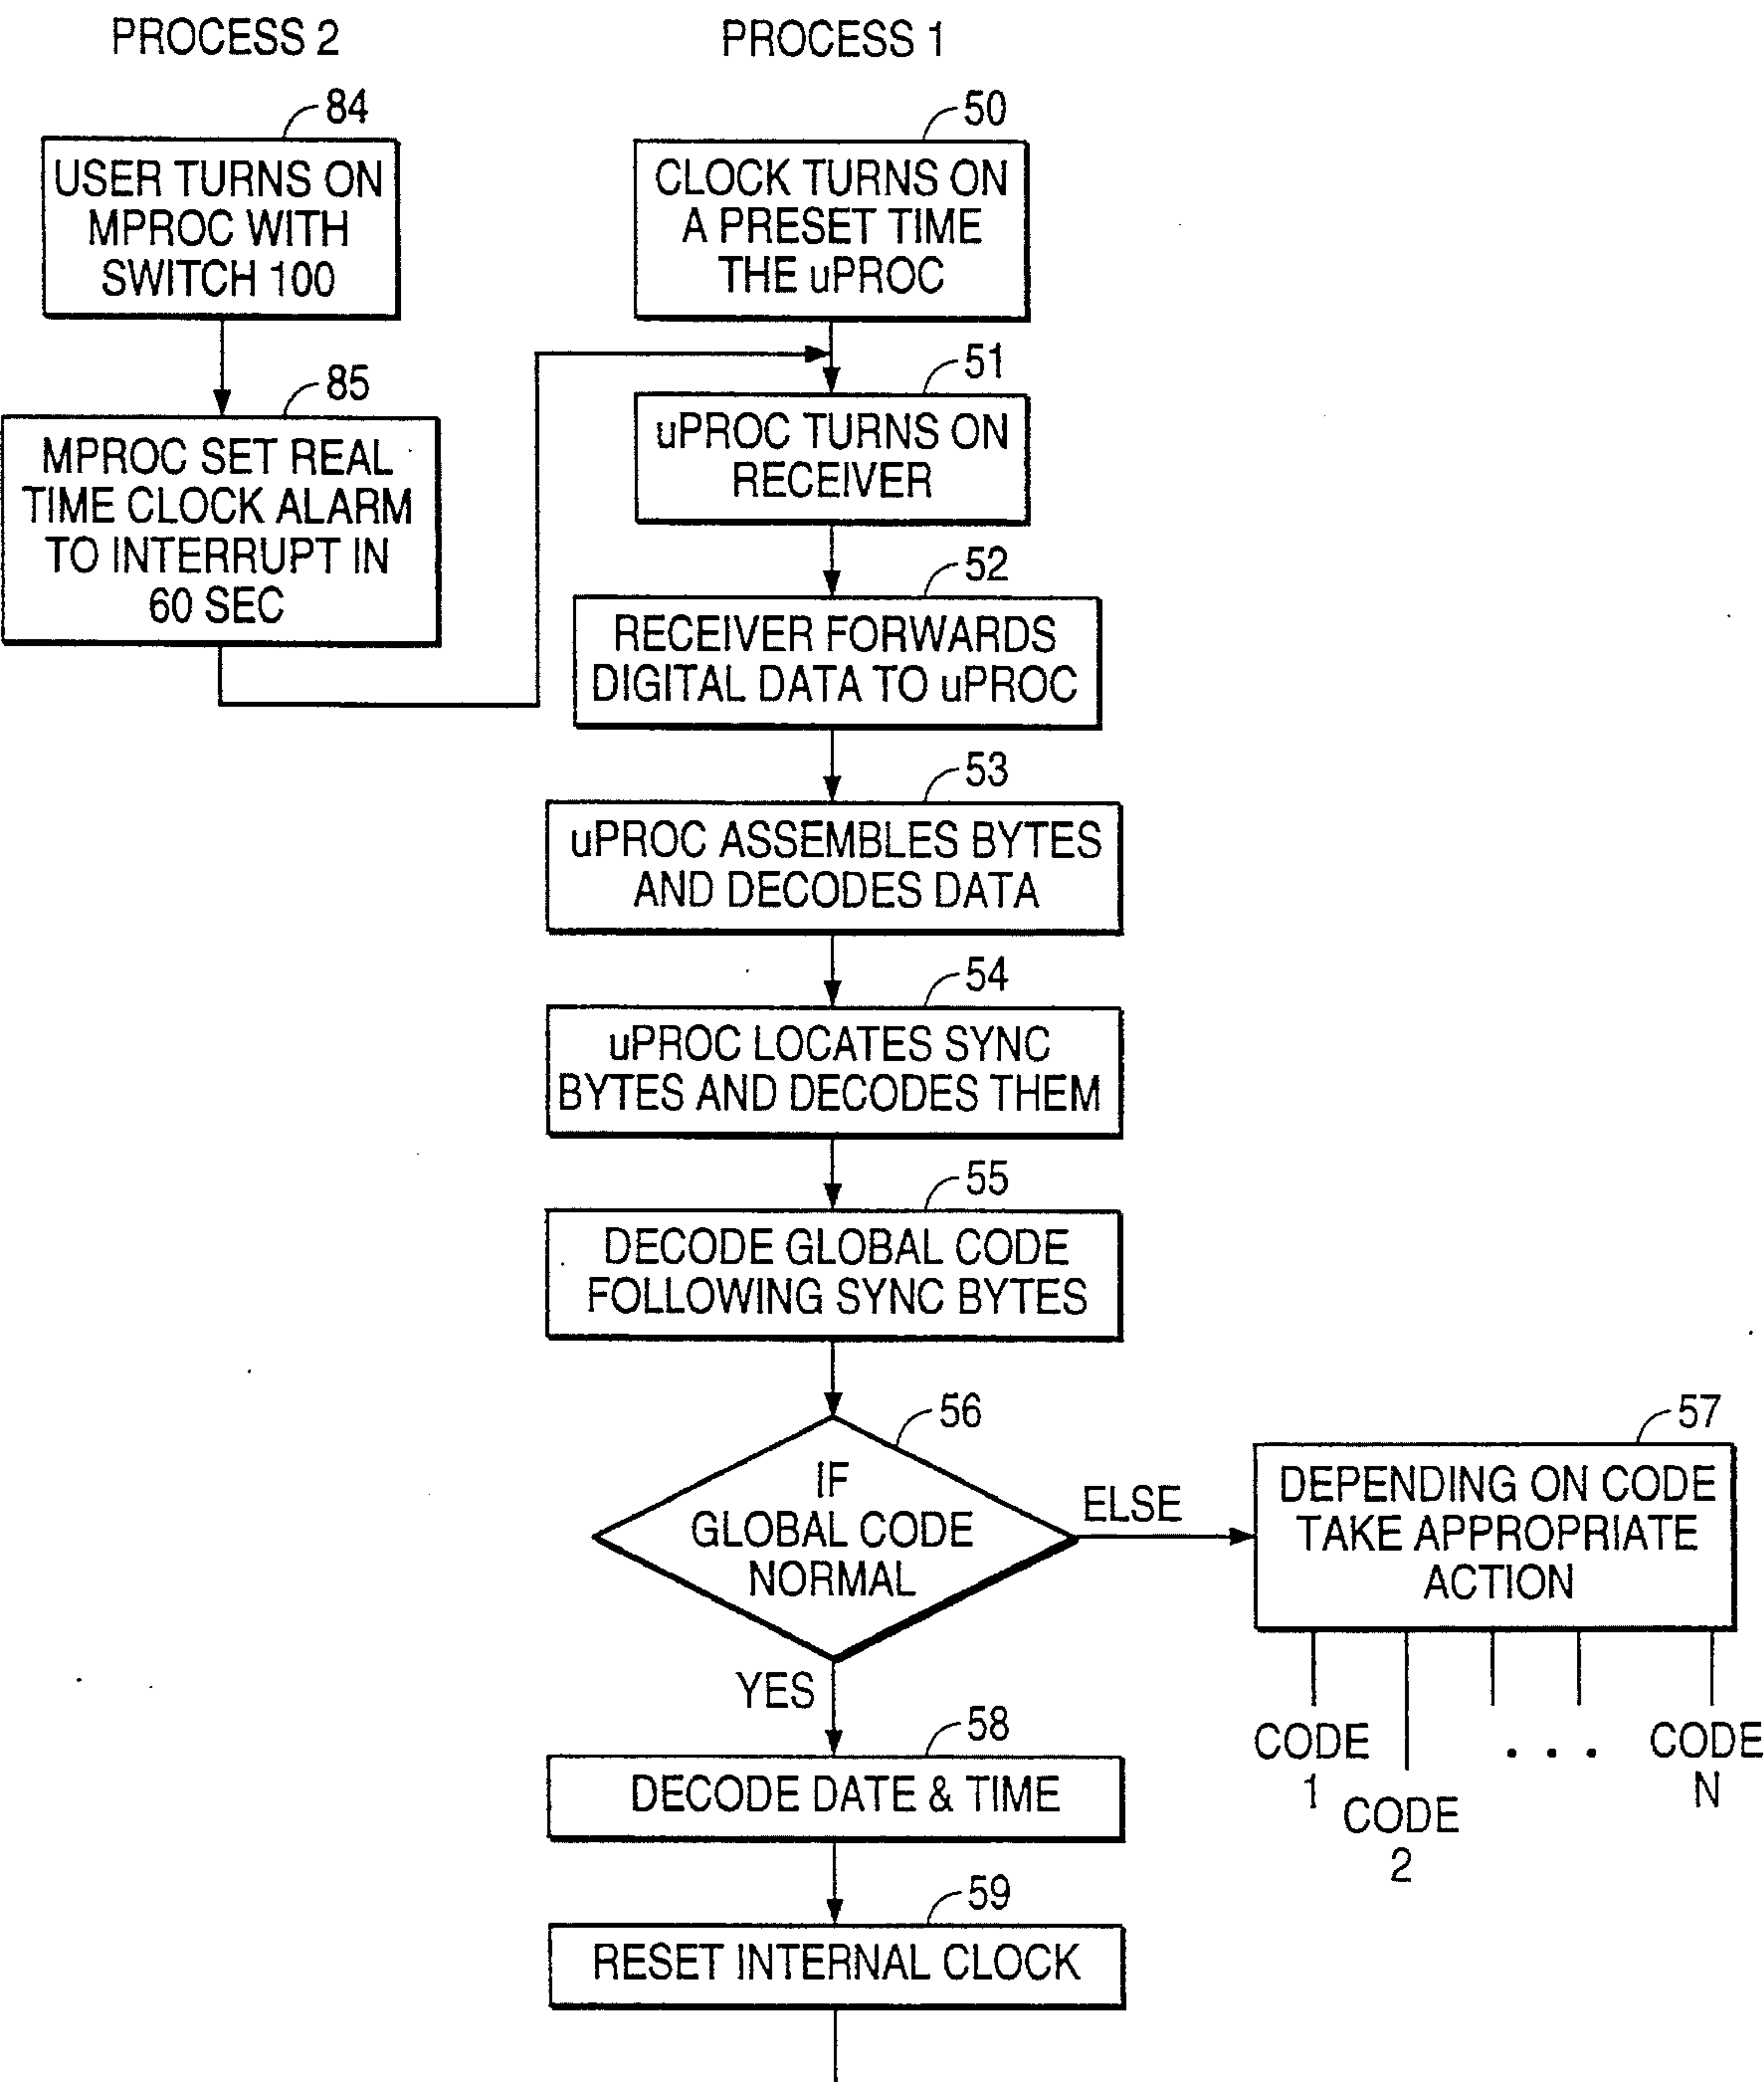 PROCESS 2
PROCESS 1
84
USER TURNS ON
MPROC WITH
SWITCH 100
85
MPROC SET REAL
TIME CLOCK ALARM
TO INTERRUPT IN
60 SEC
50
CLOCK TURNS ON
A PRESET TIME
THE uPROC
51
uPROC TURNS ON
RECEIVER
52
RECEIVER FORWARDS
DIGITAL DATA TO uPROC
53
uPROC ASSEMBLES BYTES
AND DECODES DATA
54
uPROC LOCATES SYNC
BYTES AND DECODES THEM
55
DECODE GLOBAL CODE
FOLLOWING SYNC BYTES
56
IF
GLOBAL CODE
NORMAL
ELSE
57
DEPENDING ON CODE
TAKE APPROPRIATE
ACTION
CODE
1
CODE
2
. . .
CODE
N
YES
58
DECODE DATE & TIME
59
RESET INTERNAL CLOCK